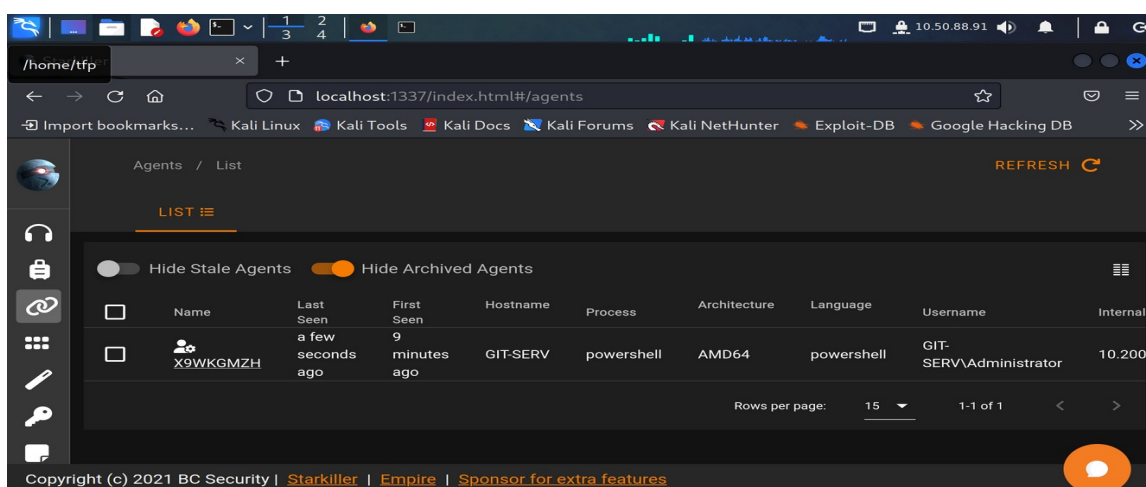 1 2
3 4
10.50.88.91
G
/home/tfp
localhost:1337/index.html#/agents
Import bookmarks... Kali Linux Kali Tools Kali Docs Kali Forums Kali NetHunter Exploit-DB Google Hacking DB
Agents / List
REFRESH
LIST
Hide Stale Agents Hide Archived Agents
Name Last Seen First Seen Hostname Process Architecture Language Username Internal
X9WKGMZH a few seconds ago 9 minutes ago GIT-SERV powershell AMD64 powershell GIT-SERV\Administrator 10.200
Rows per page: 15 1-1 of 1
Copyright (c) 2021 BC Security | Starkiller | Empire | Sponsor for extra features